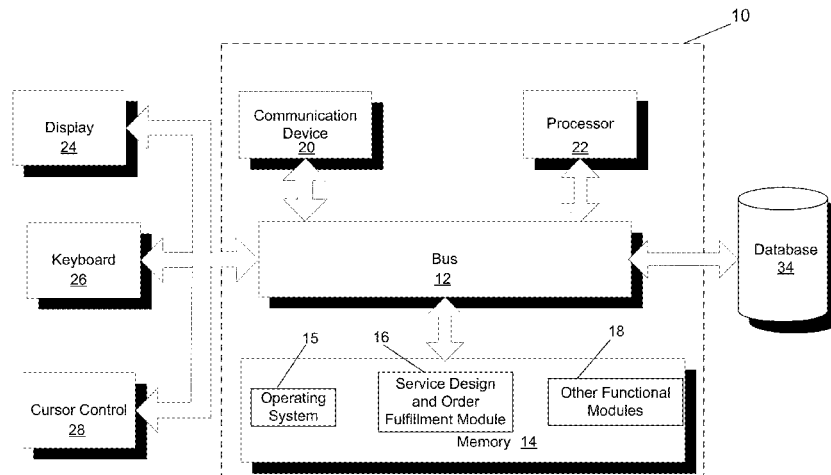 10
Display
24
Communication
Device
20
Processor
22
Keyboard
26
Bus
12
Database
34
15
16
18
Operating
System
Service Design
and Order
Fulfillment Module
Other Functional
Modules
Memory 14
Cursor Control
28